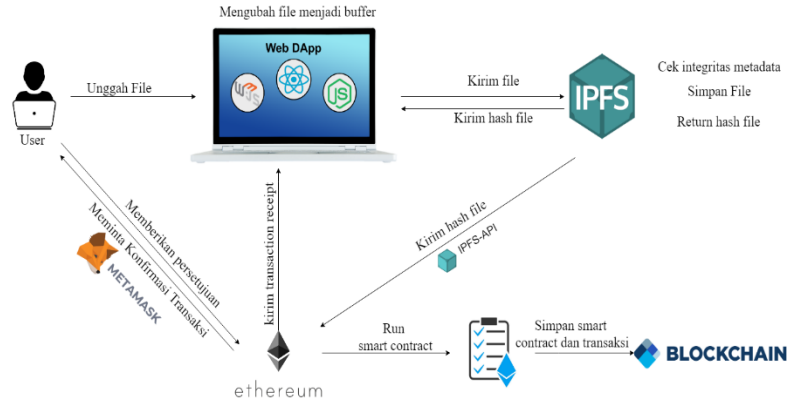 Mengubah file menjadi buffer
Web DApp
JS
Unggah File
User
Kirim file
Kirim hash file
IPFS
Cek integritas metadata
Simpan File
Return hash file
Memberikan persetujuan
Meminta Konfirmasi Transaksi
METAMASK
kirim transaction receipt
Kirim hash file
IPFS-API
ethereum
Run
smart contract
Simpan smart
contract dan transaksi
BLOCKCHAIN